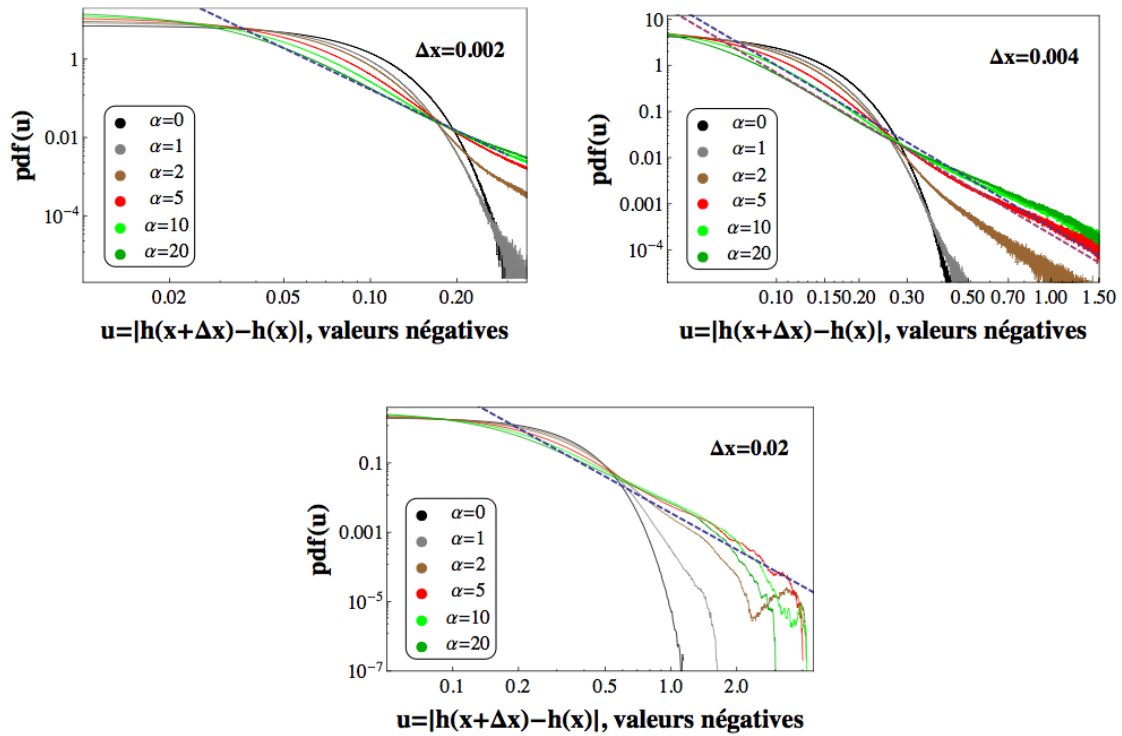 Δx=0.002
pdf(u)
1
0.01
10⁻⁴
α=0
α=1
α=2
α=5
α=10
α=20
0.02 0.05 0.10 0.20
u=|h(x+Δx)−h(x)|, valeurs négatives
Δx=0.004
pdf(u)
10
1
0.1
0.01
0.001
10⁻⁴
α=0
α=1
α=2
α=5
α=10
α=20
0.10 0.15 0.20 0.30 0.50 0.70 1.00 1.50
u=|h(x+Δx)−h(x)|, valeurs négatives
Δx=0.02
pdf(u)
0.1
0.001
10⁻⁵
10⁻⁷
α=0
α=1
α=2
α=5
α=10
α=20
0.1 0.2 0.5 1.0 2.0
u=|h(x+Δx)−h(x)|, valeurs négatives